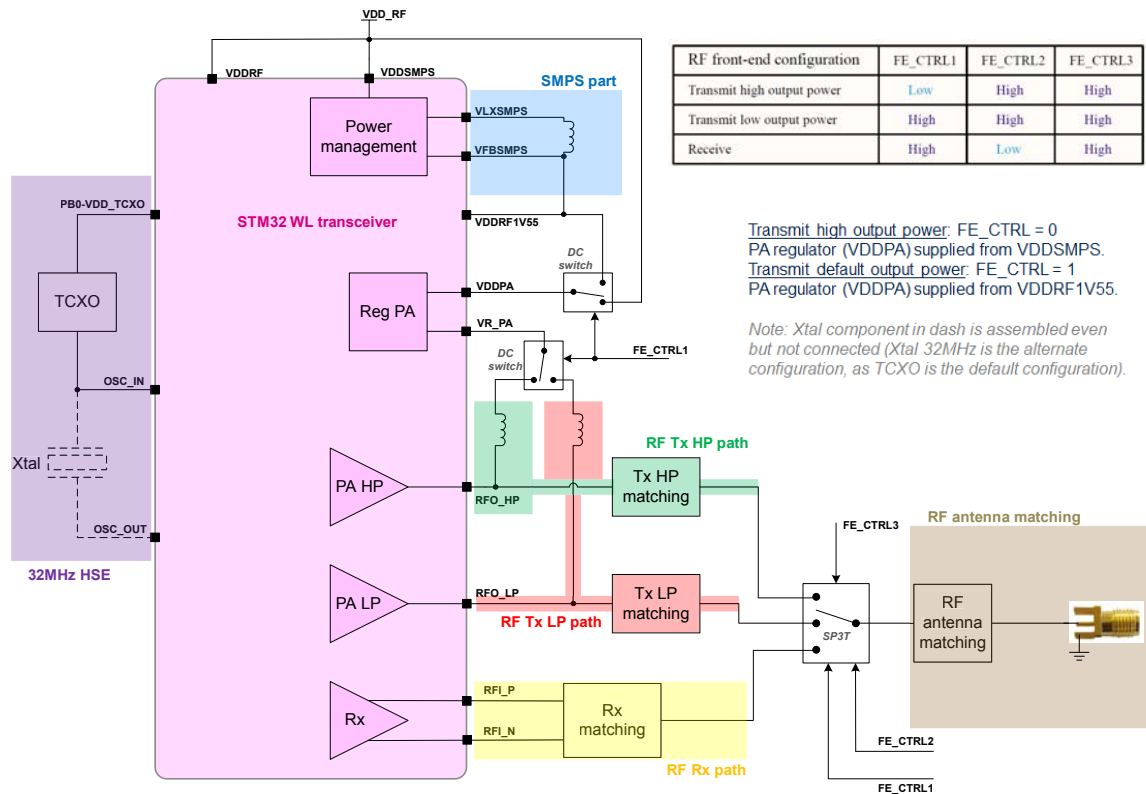 VDD_RF
VDDRF
VDDSMPS
SMPS part
Power
management
VLXSMPS
VFBSMPS
PB0-VDD_TCXO
STM32 WL transceiver
VDDRF1V55
DC
switch
TCXO
Reg PA
VDDPA
VR_PA
FE_CTRL1
DC
switch
OSC_IN
Xtal
OSC_OUT
32MHz HSE
RF Tx HP path
PA HP
RFO_HP
Tx HP
matching
PA LP
RFO_LP
Tx LP
matching
RF Tx LP path
Rx
RFI_P
RFI_N
Rx
matching
RF Rx path
FE_CTRL3
SP3T
FE_CTRL2
FE_CTRL1
RF antenna matching
RF
antenna
matching
RF front-end configuration FE_CTRL1 FE_CTRL2 FE_CTRL3
Transmit high output power Low High High
Transmit low output power High High High
Receive High Low High
Transmit high output power: FE_CTRL = 0
PA regulator (VDDPA) supplied from VDDSMPS.
Transmit default output power: FE_CTRL = 1
PA regulator (VDDPA) supplied from VDDRF1V55.
Note: Xtal component in dash is assembled even
but not connected (Xtal 32MHz is the alternate
configuration, as TCXO is the default configuration).